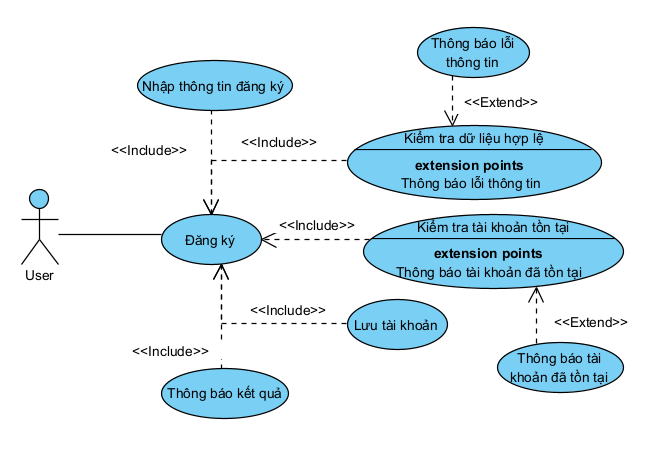 Thông báo lỗi
thông tin
<<Extend>>
Nhập thông tin đăng ký
<<Include>>
<<Include>>
Kiểm tra dữ liệu hợp lệ
extension points
Thông báo lỗi thông tin
User
Đăng ký
<<Include>>
Kiểm tra tài khoản tồn tại
extension points
Thông báo tài khoản đã tồn tại
<<Include>>
Lưu tài khoản
<<Extend>>
<<Include>>
Thông báo kết quả
Thông báo tài
khoản đã tồn tại